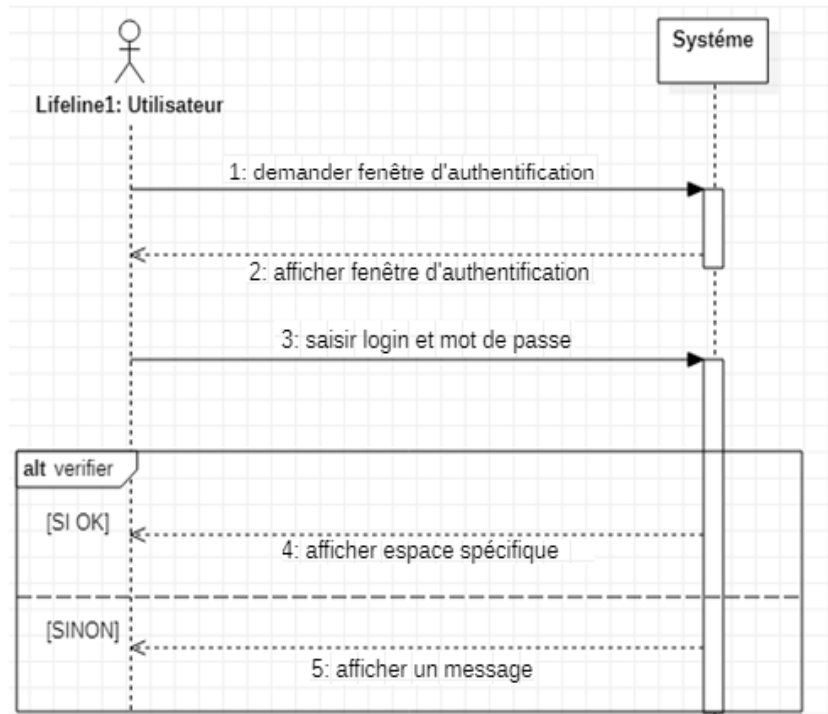 Systéme
Lifeline1: Utilisateur
1: demander fenêtre d'authentification
2: afficher fenêtre d'authentification
3: saisir login et mot de passe
alt verifier
[SI OK]
4: afficher espace spécifique
[SINON]
5: afficher un message